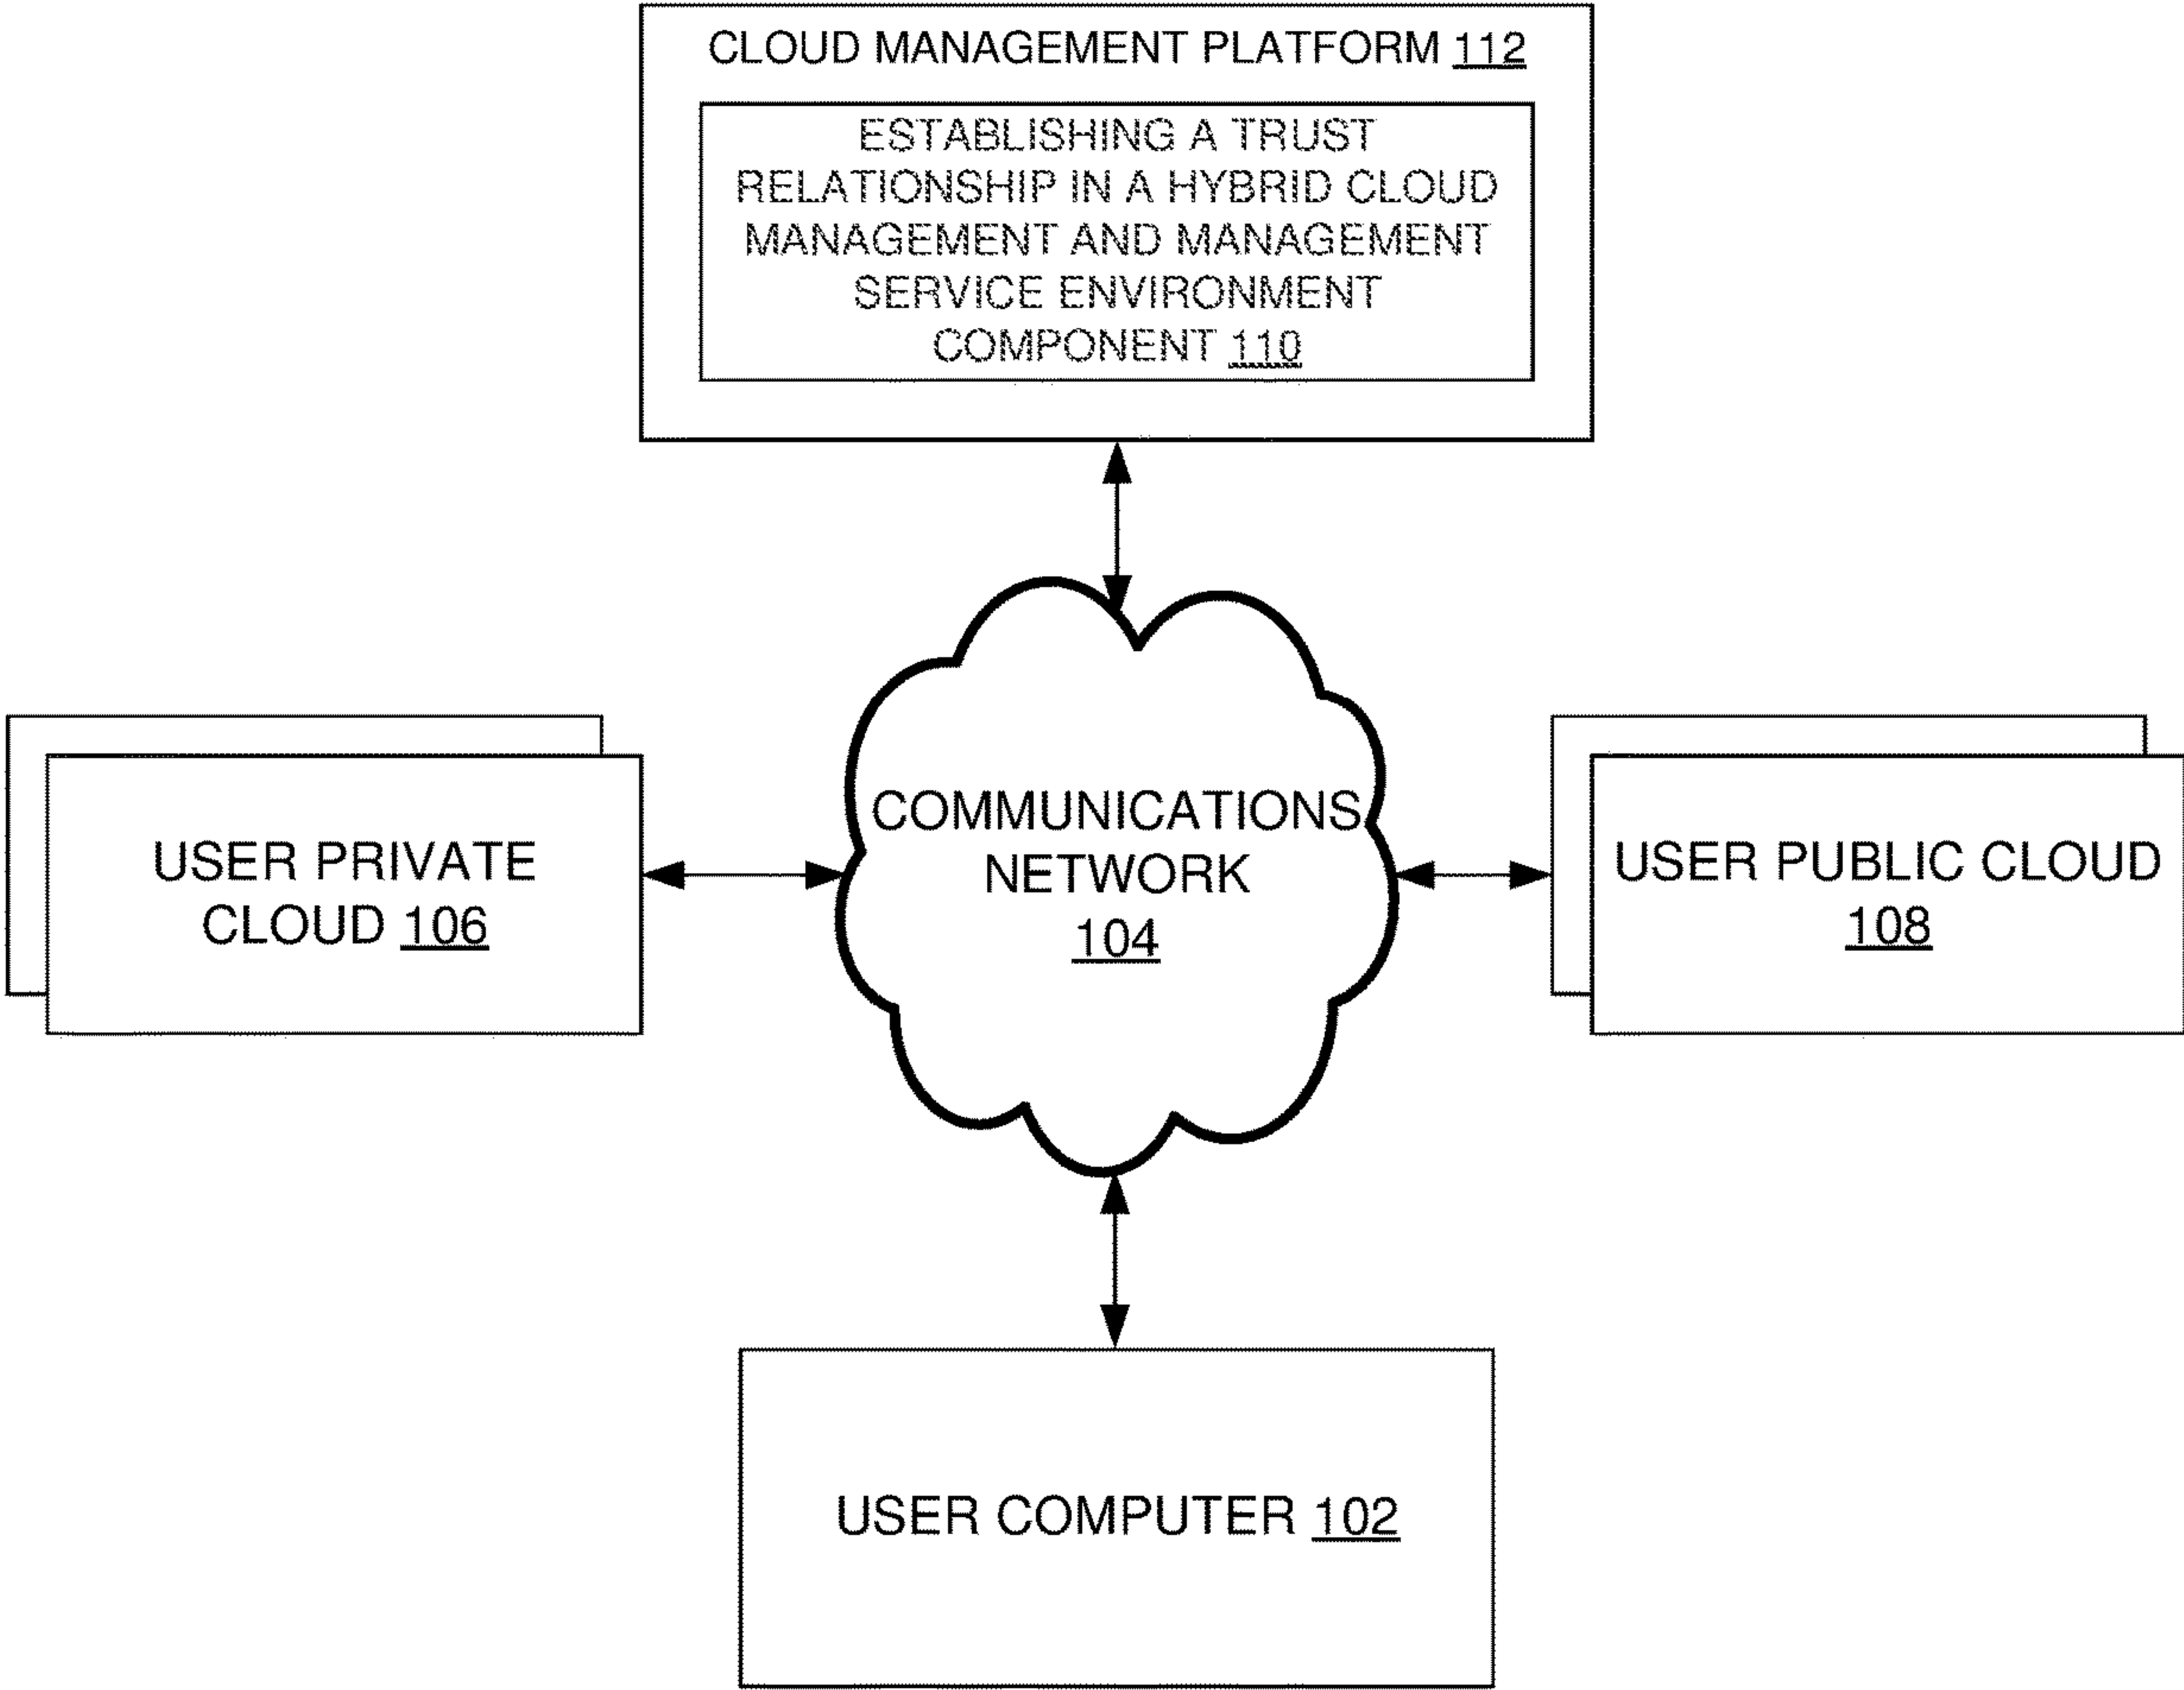 CLOUD MANAGEMENT PLATFORM 112
ESTABLISHING A TRUST
RELATIONSHIP IN A HYBRID CLOUD
MANAGEMENT AND MANAGEMENT
SERVICE ENVIRONMENT
COMPONENT 110
COMMUNICATIONS
NETWORK
104
USER PRIVATE
CLOUD 106
USER PUBLIC CLOUD
108
USER COMPUTER 102